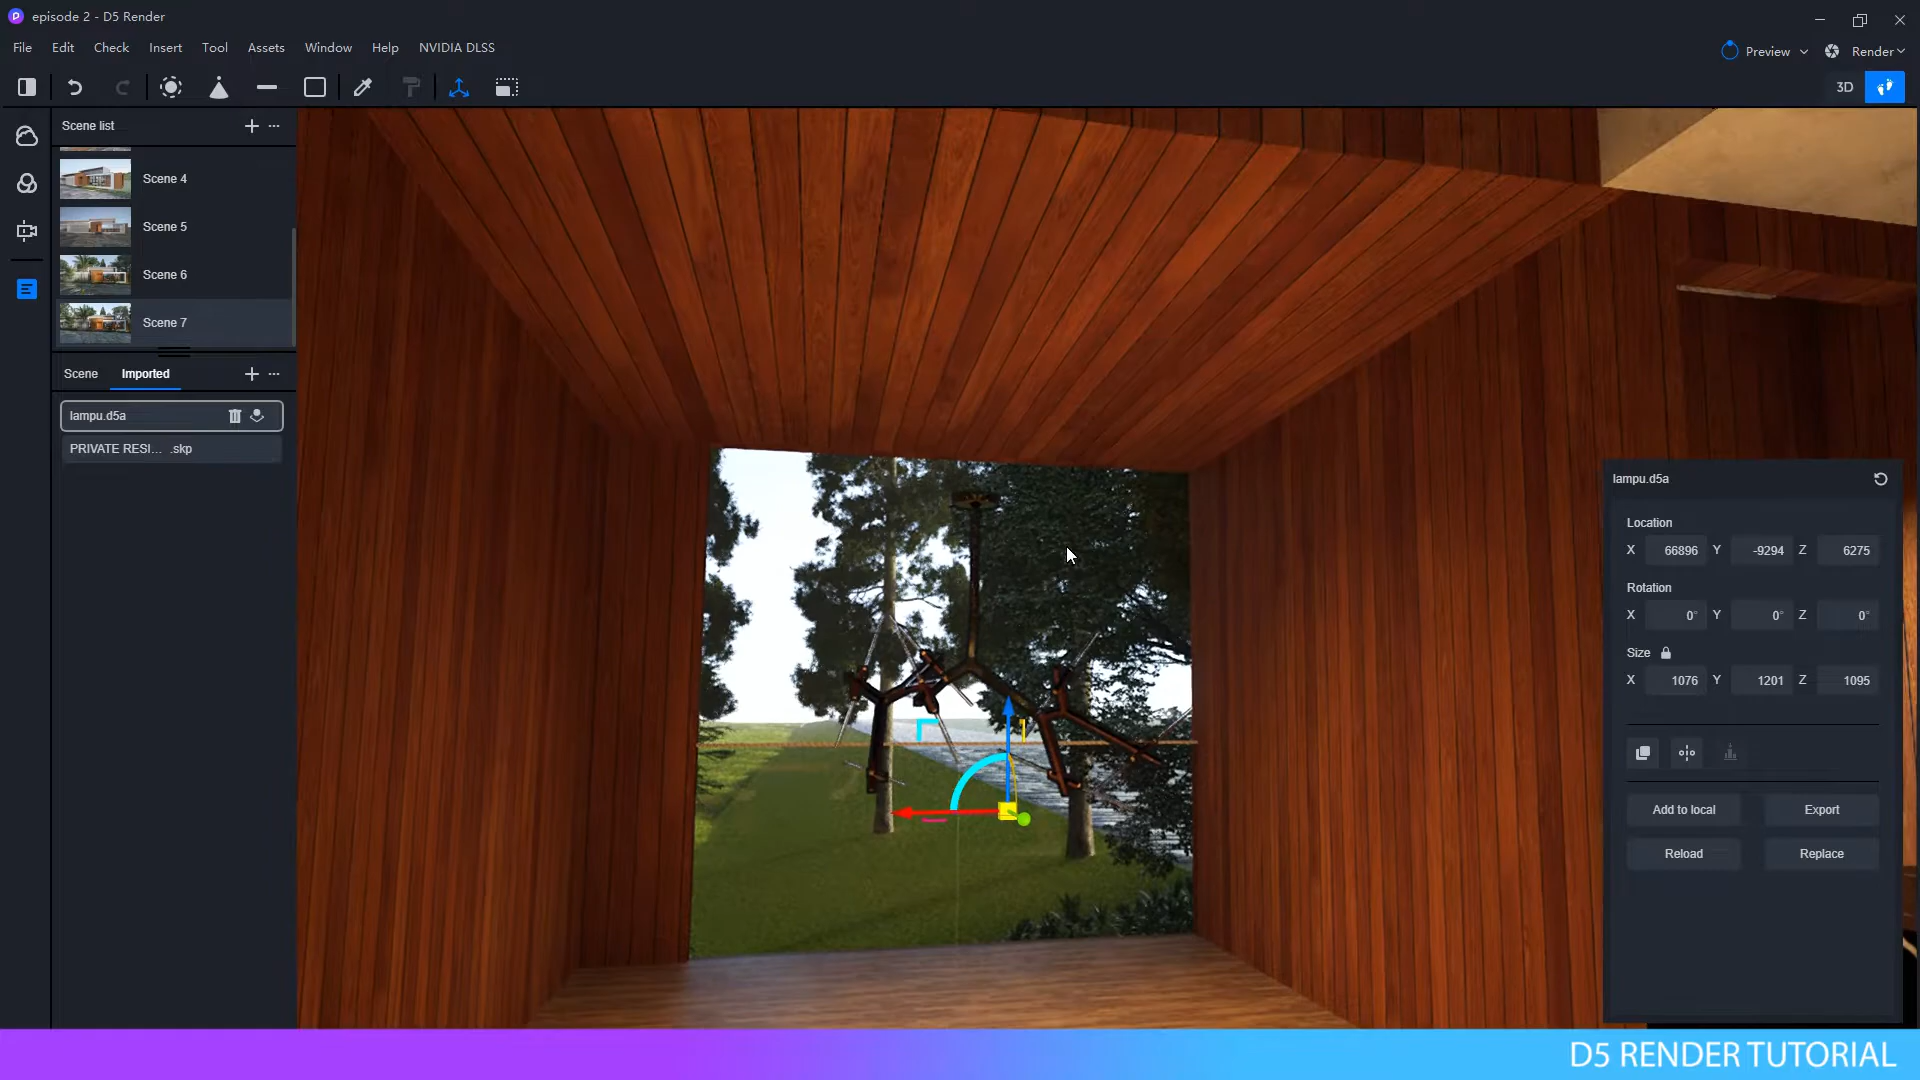 episode 2 - D5 Render
File Edit Check Insert Tool Assets Window Help NVIDIA DLSS
Preview Render
3D
Scene list
Scene 4
Scene 5
Scene 6
Scene 7
Scene Imported
lampu.d5a
PRIVATE RESI... .skp
lampu.d5a
Location
X 66896 Y -9294 Z 6275
Rotation
X 0° Y 0° Z 0°
Size
X 1076 Y 1201 Z 1095
Add to local Export
Reload Replace
D5 RENDER TUTORIAL